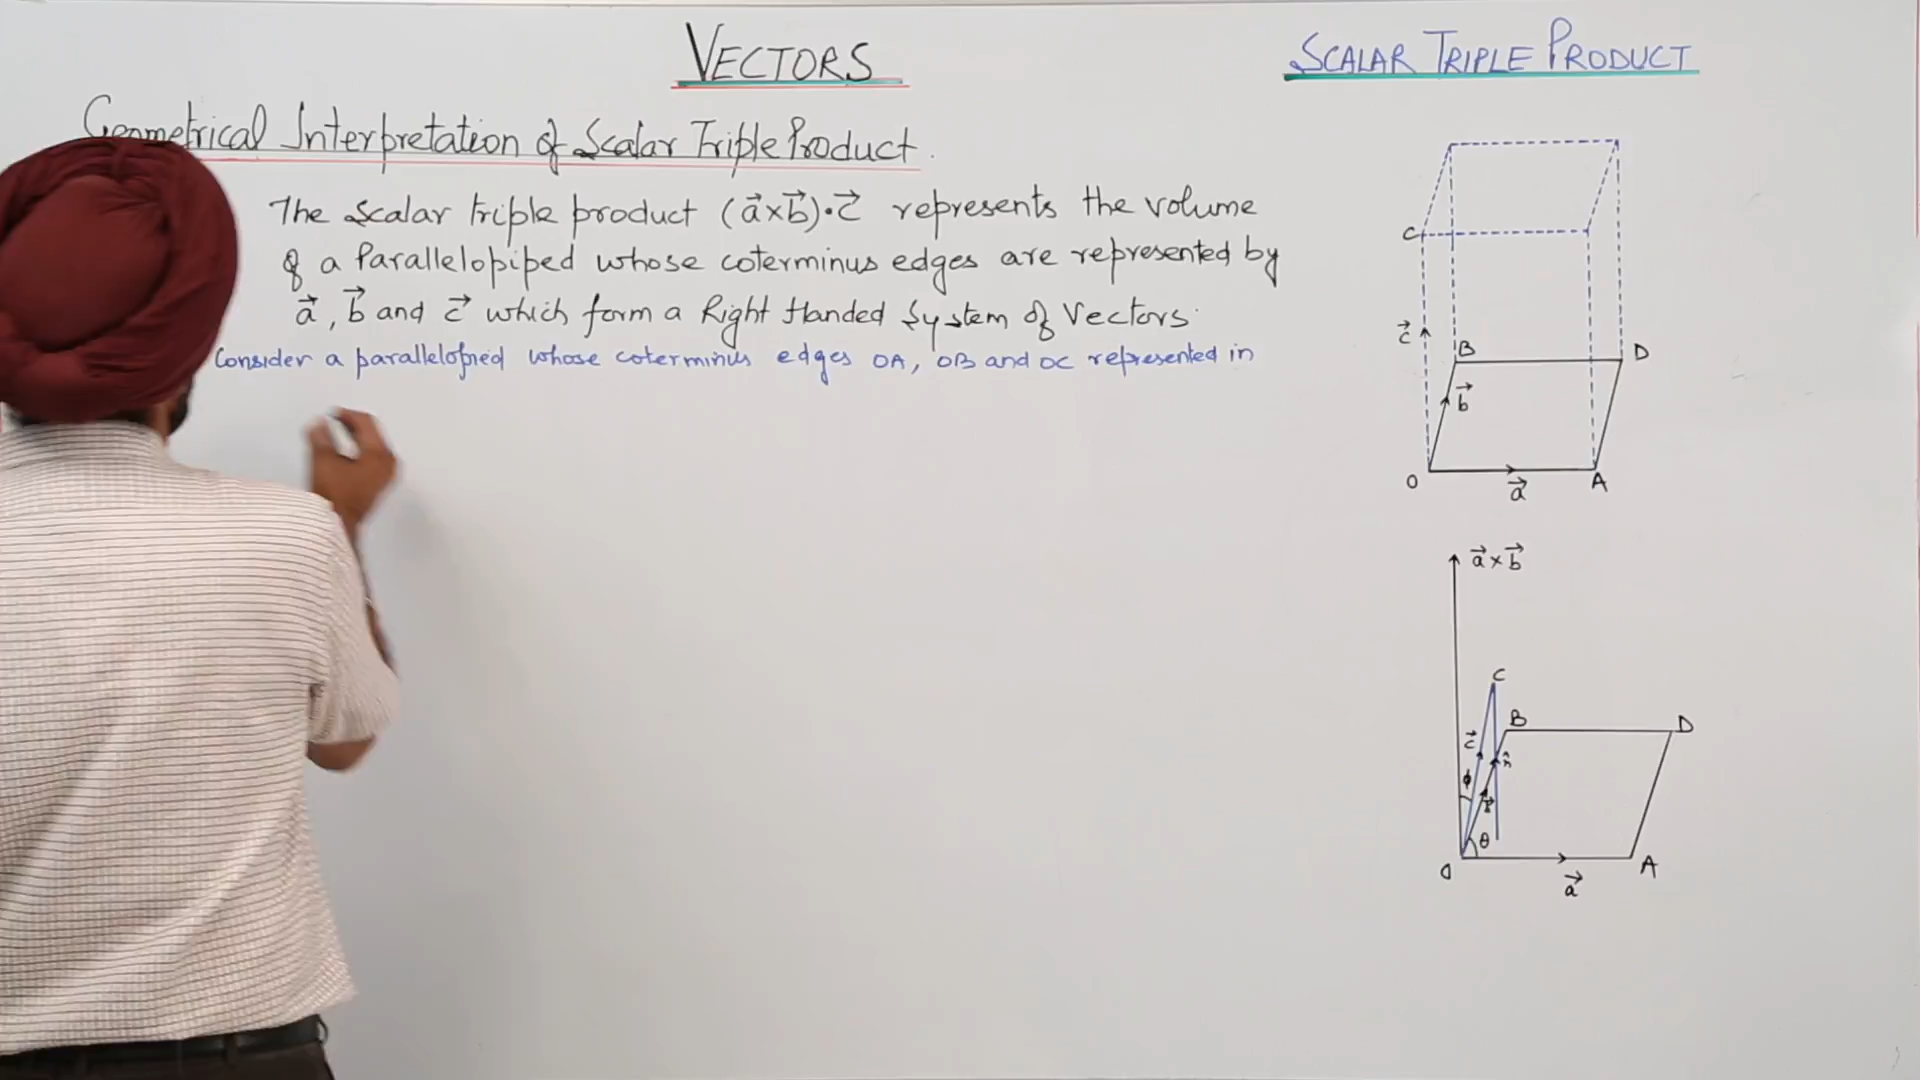 VECTORS
SCALAR TRIPLE PRODUCT
Geometrical Interpretation of Scalar Triple Product.
The Scalar triple product (a⃗×b⃗)•c⃗ represents the volume
of a Parallelopiped whose coterminus edges are represented by
a⃗, b⃗ and c⃗ which form a Right Handed System of Vectors.
Consider a parallelopied whose coterminus edges OA, OB and OC represented in
C
c⃗
B
D
b⃗
O
A
a⃗
a⃗×b⃗
C
B
D
c⃗
n̂
ϕ
b⃗
θ
O
A
a⃗